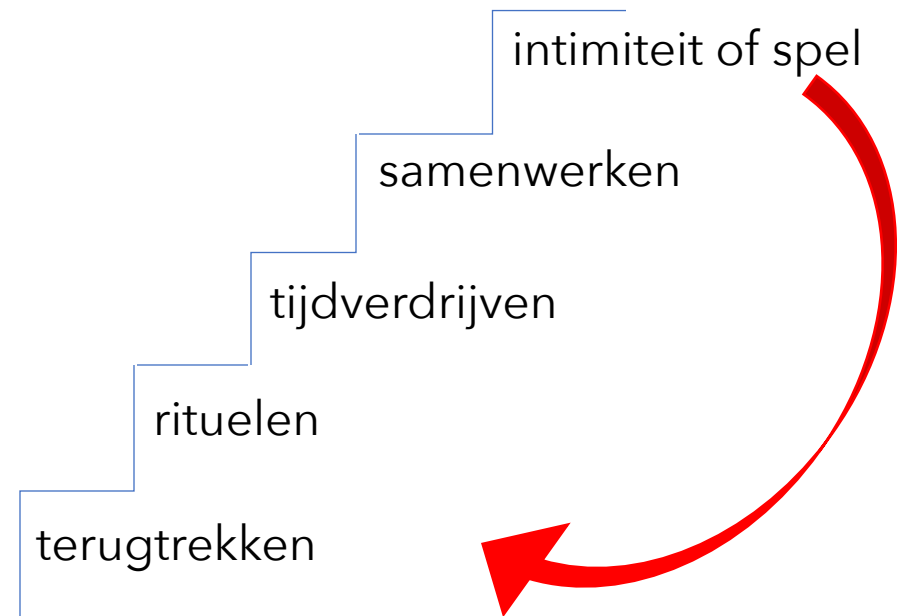 intimiteit of spel
samenwerken
tijdverdrijven
rituelen
terugtrekken